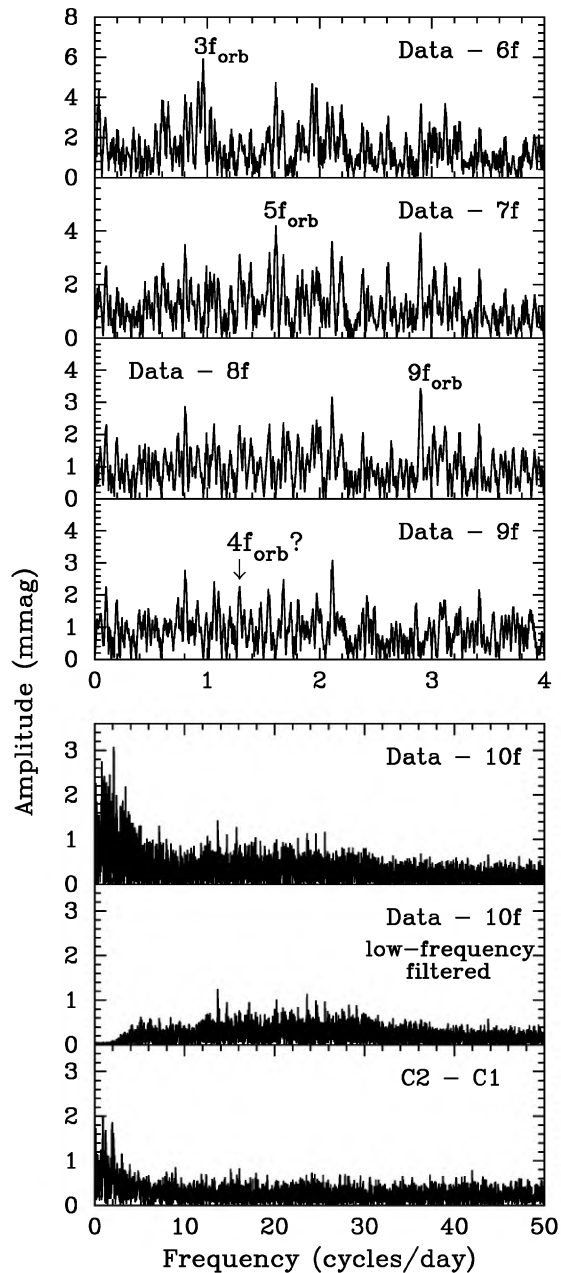 8
6
4
2
0
3f_orb
Data - 6f
4
2
0
5f_orb
Data - 7f
4
3
2
1
0
Data - 8f
9f_orb
4
3
2
1
0
4f_orb?
↓
Data - 9f
0 1 2 3 4
Amplitude (mmag)
3
2
1
0
Data - 10f
3
2
1
0
Data - 10f
low-frequency
filtered
3
2
1
0
C2 - C1
0 10 20 30 40 50
Frequency (cycles/day)